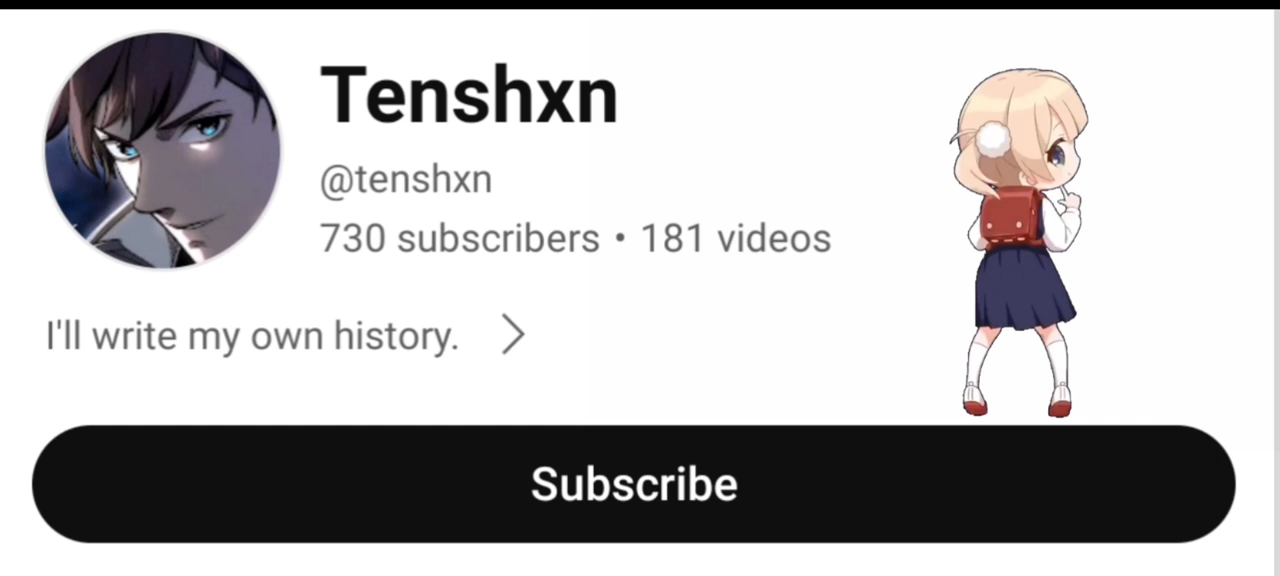 Tenshxn
@tenshxn
730 subscribers • 181 videos
I'll write my own history.
Subscribe